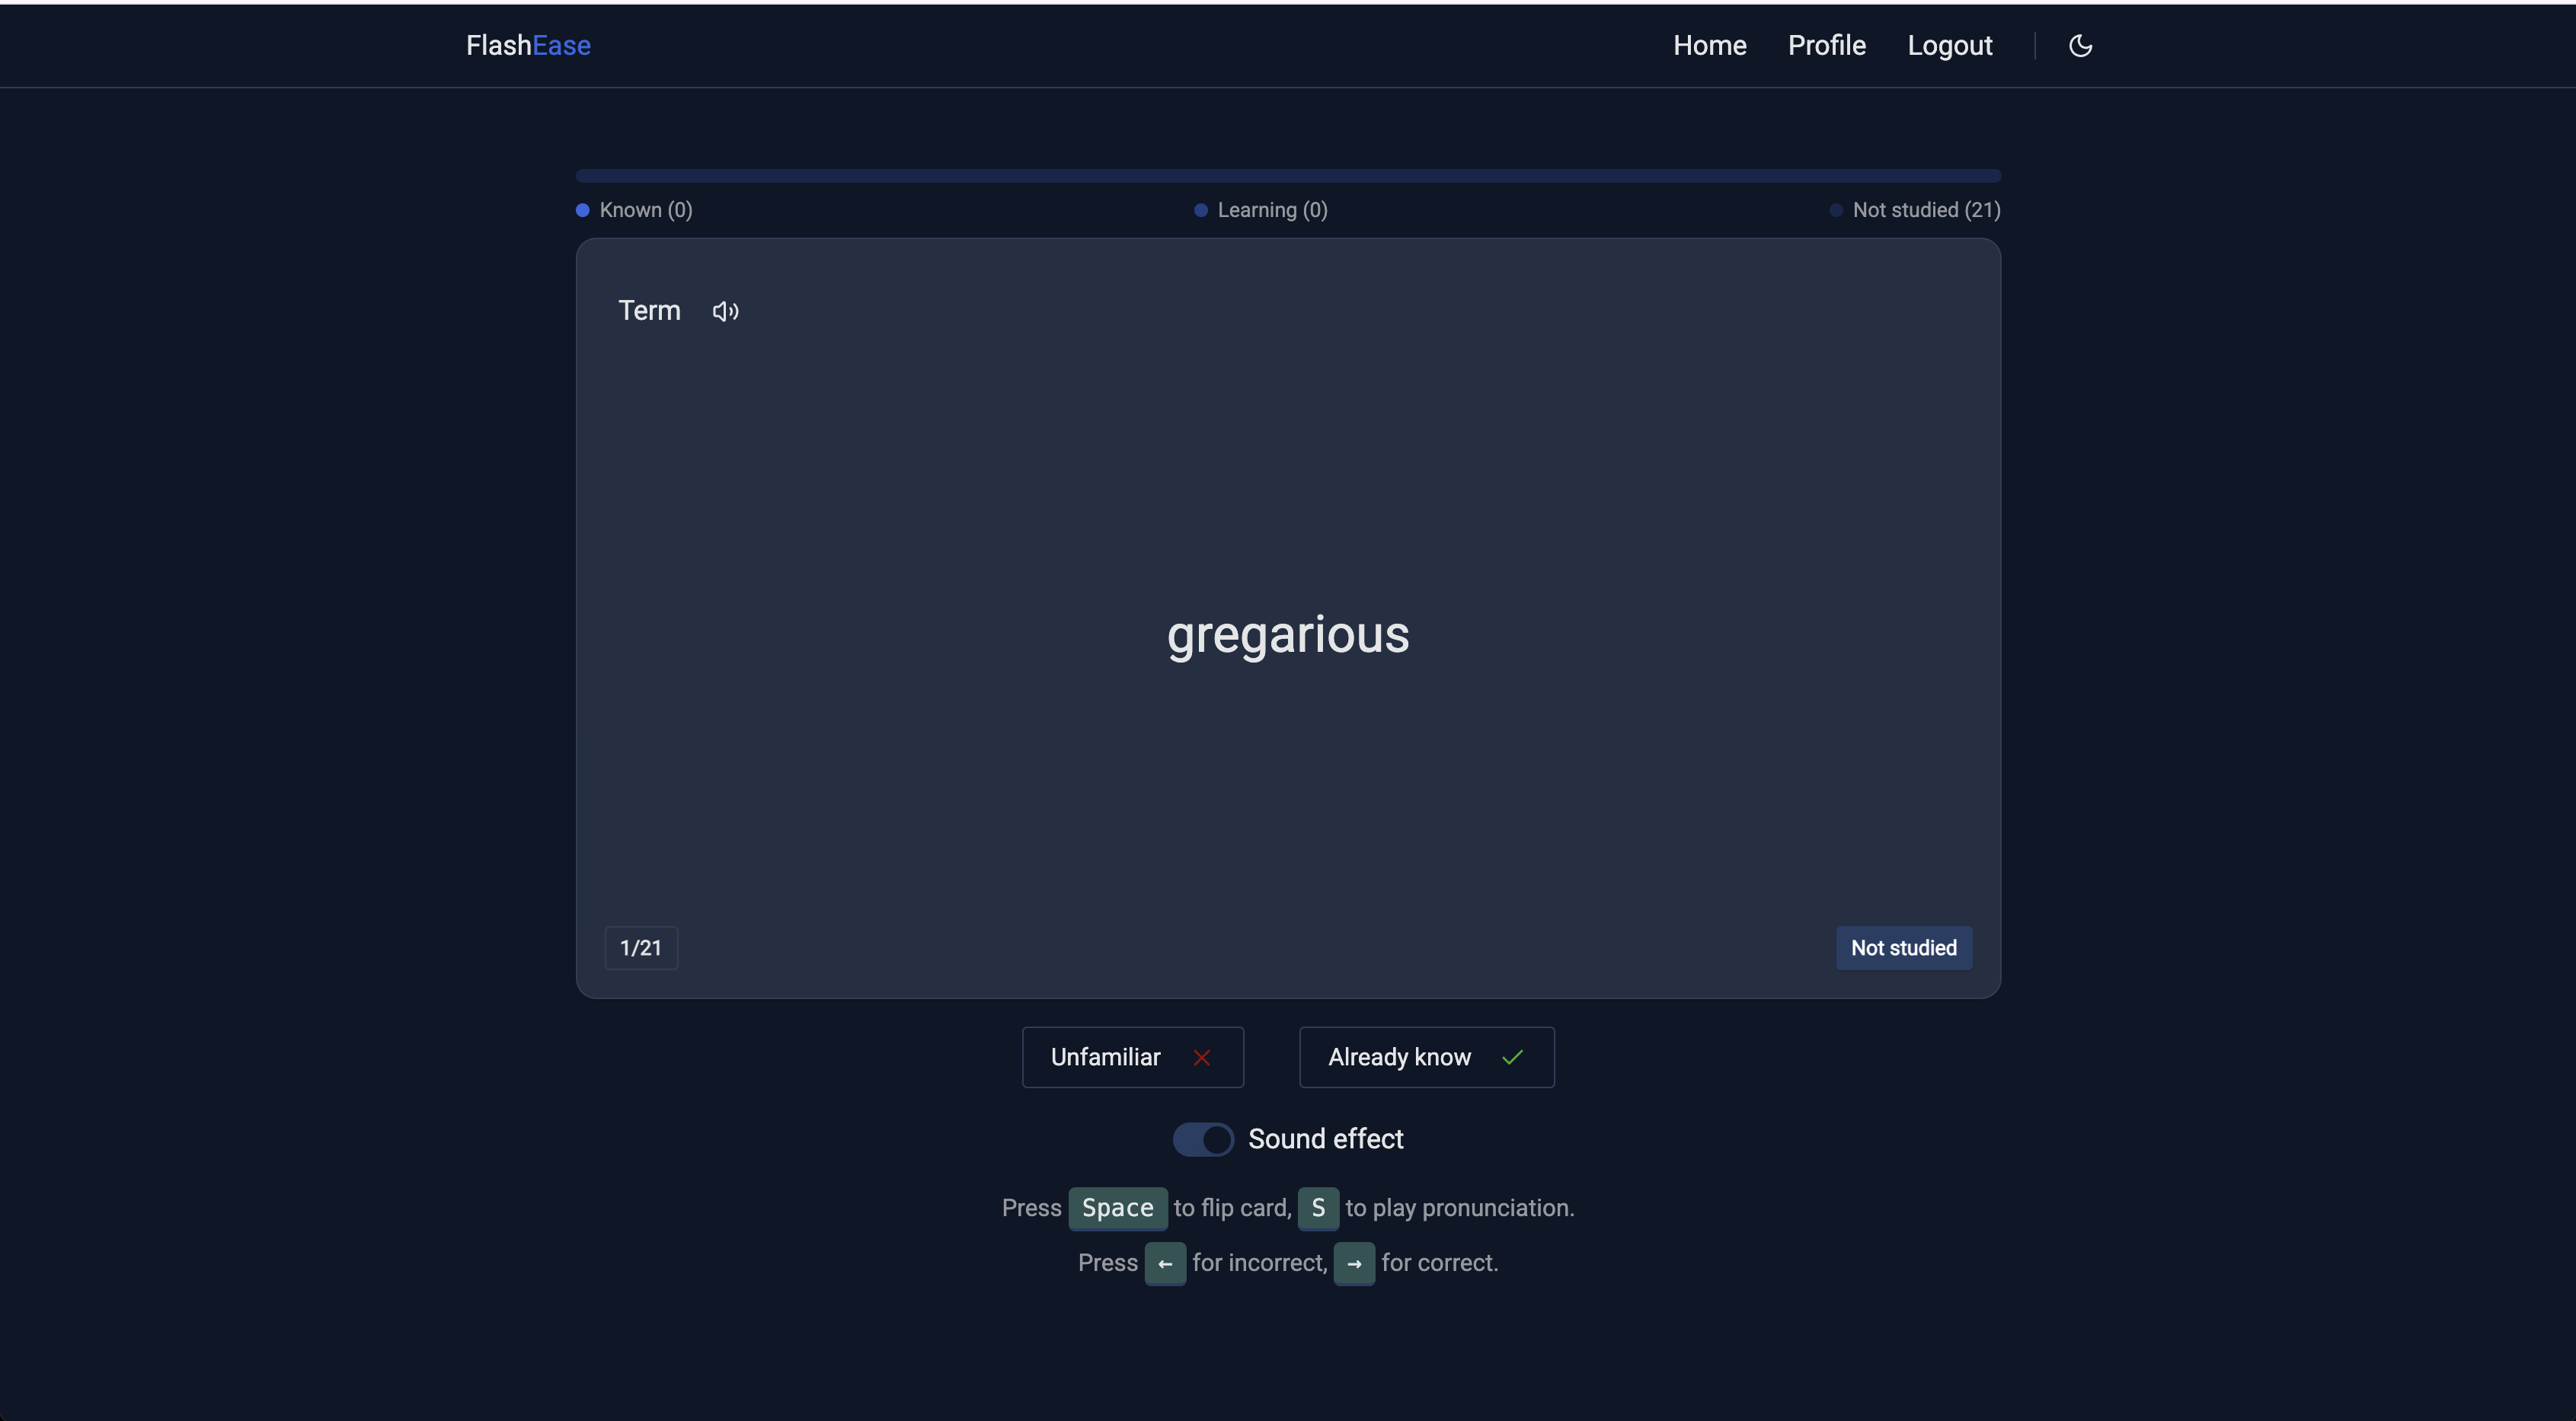 FlashEase
Home Profile Logout
Known (0) Learning (0) Not studied (21)
Term
gregarious
1/21 Not studied
Unfamiliar Already know
Sound effect
Press Space to flip card, S to play pronunciation.
Press ← for incorrect, → for correct.